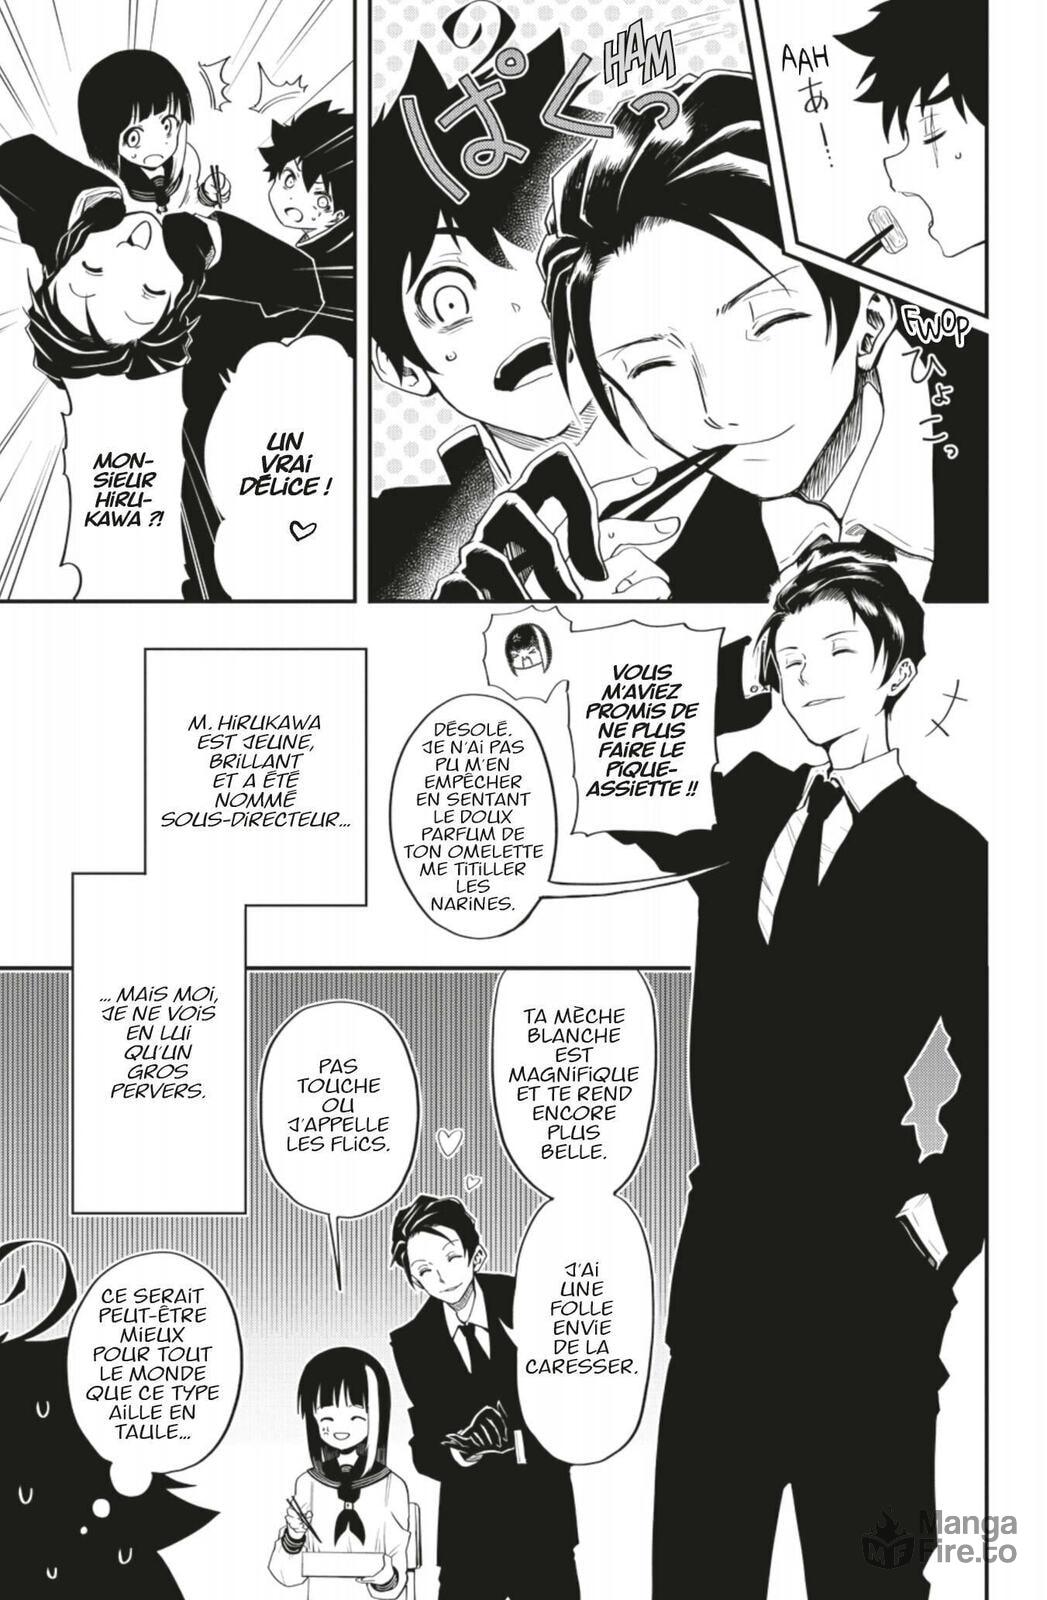 AAH
あー…
HAM
ぱくっ
FWOP
ひょこっ
UN
VRAI
DÉLICE !
MON-
SIEUR
HIRU-
KAWA ?!
VOUS
M'AVIEZ
PROMIS DE
NE PLUS
FAIRE LE
PIQUE-
ASSIETTE !!
DÉSOLÉ.
JE N'AI PAS
PU M'EN
EMPÊCHER
EN SENTANT
LE DOUX
PARFUM DE
TON OMELETTE
ME TITILLER
LES
NARINES.
M. HIRUKAWA
EST JEUNE,
BRILLANT
ET A ÉTÉ
NOMMÉ
SOUS-DIRECTEUR...
... MAIS MOI,
JE NE VOIS
EN LUI
QU'UN
GROS
PERVERS.
TA MÈCHE
BLANCHE
EST
MAGNIFIQUE
ET TE REND
ENCORE
PLUS
BELLE.
J'AI
UNE
FOLLE
ENVIE
DE LA
CARESSER.
PAS
TOUCHE
OU
J'APPELLE
LES FLICS.
CE SERAIT
PEUT-ÊTRE
MIEUX
POUR TOUT
LE MONDE
QUE CE TYPE
AILLE EN
TAULE...
Manga
Fire.to
MF